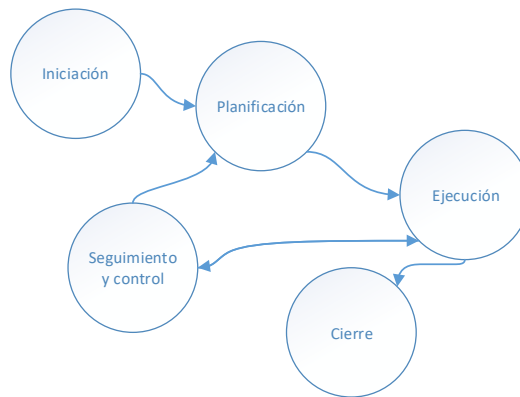 Iniciación
Planificación
Ejecución
Seguimiento
y control
Cierre